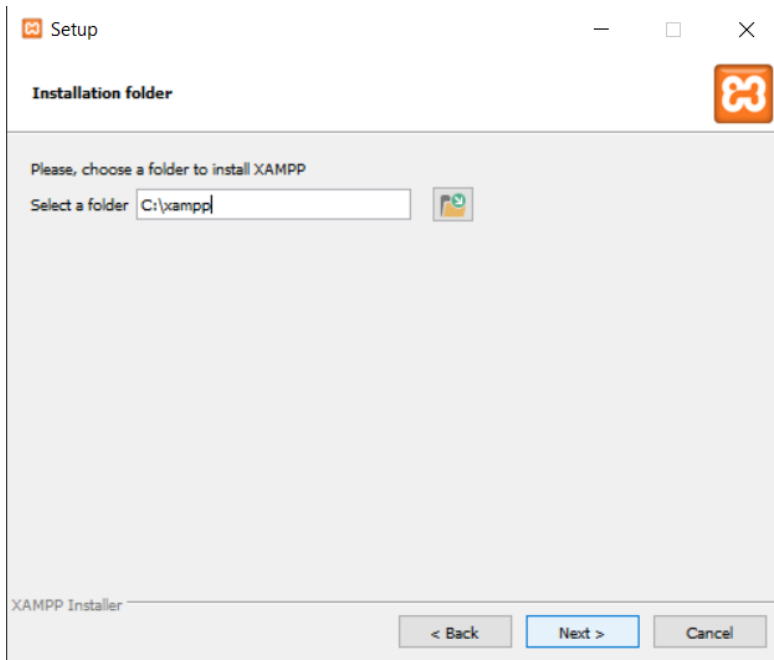 Setup
Installation folder
Please, choose a folder to install XAMPP
Select a folder C:\xampp
XAMPP Installer
< Back Next > Cancel